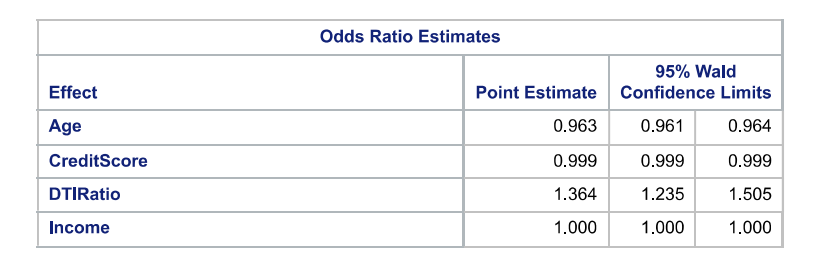 Odds Ratio Estimates
Effect Point Estimate 95% Wald
Confidence Limits
Age 0.963 0.961 0.964
CreditScore 0.999 0.999 0.999
DTIRatio 1.364 1.235 1.505
Income 1.000 1.000 1.000